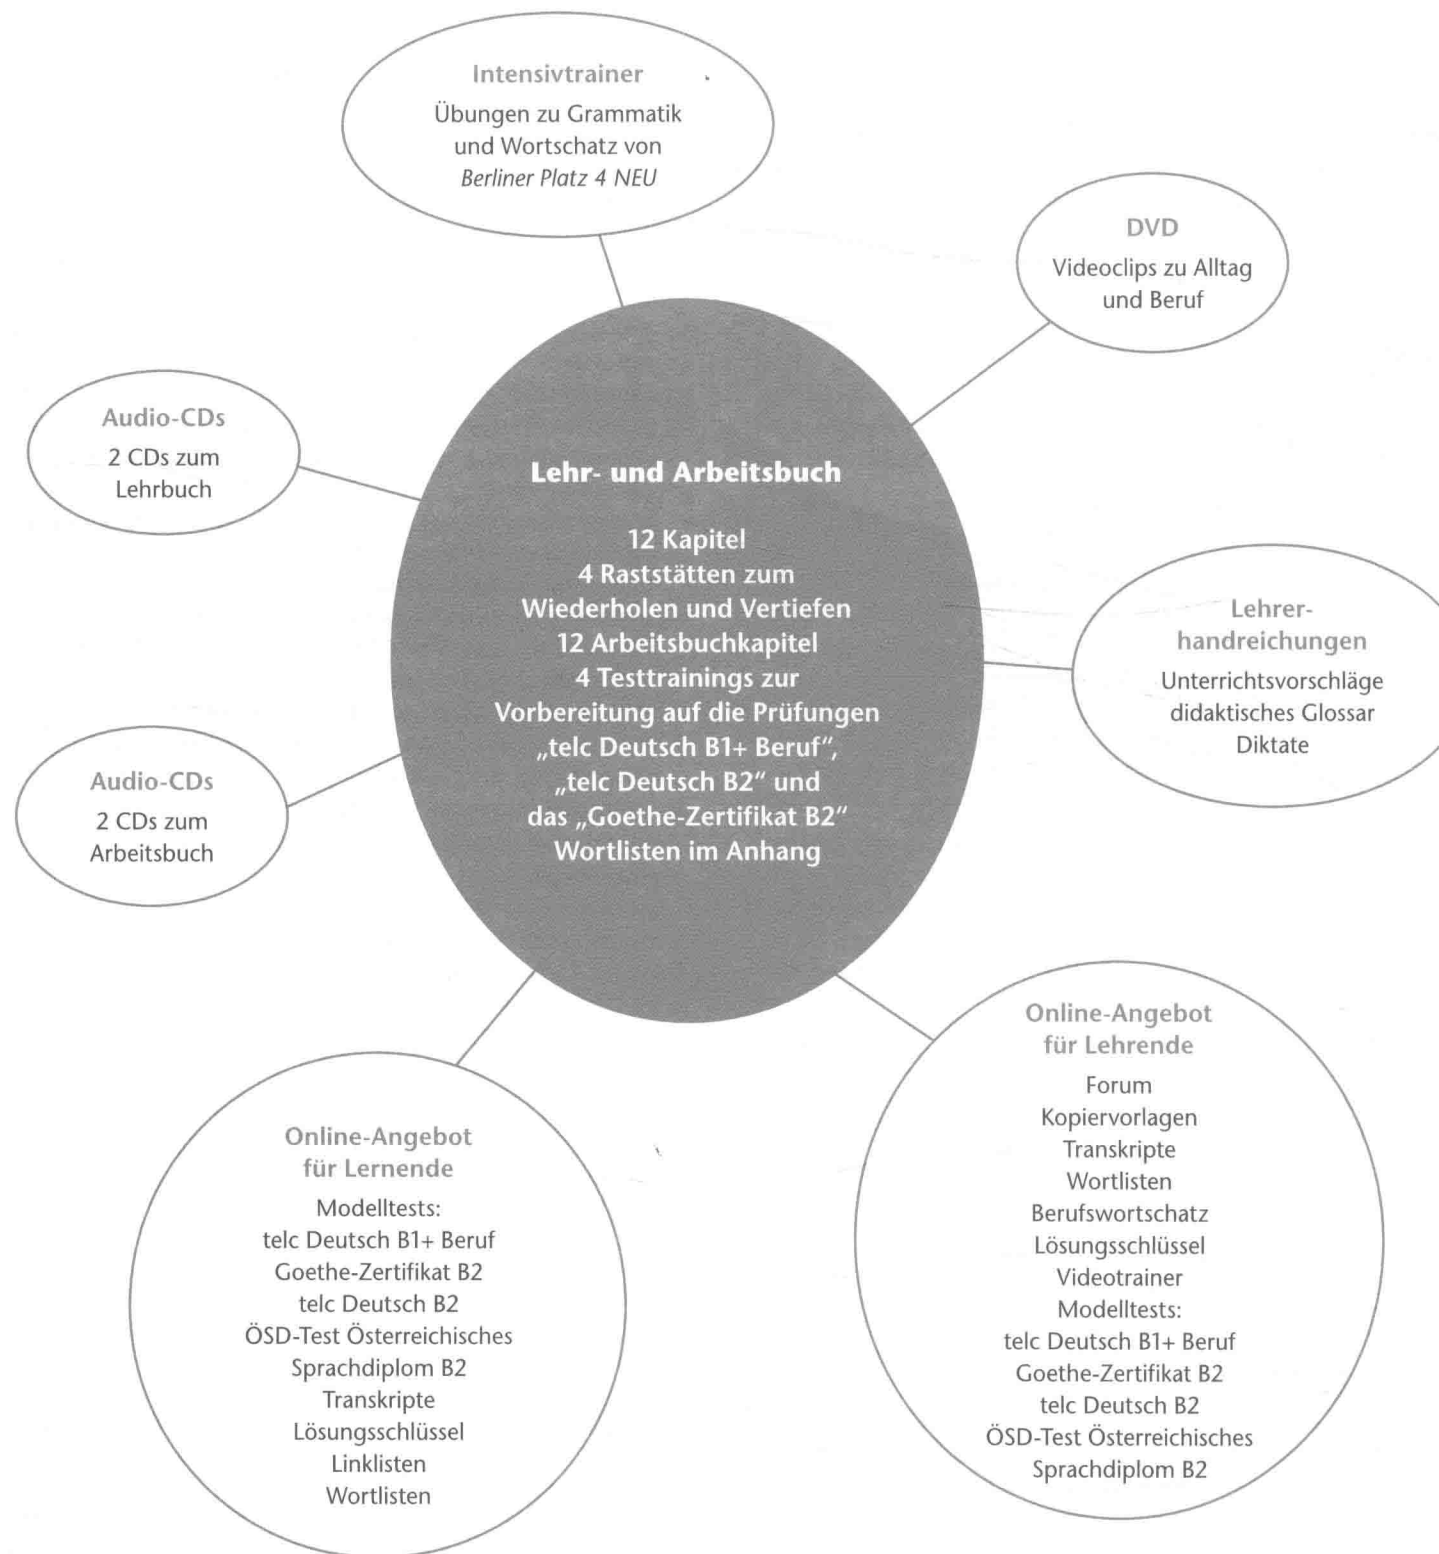 Intensivtrainer
Übungen zu Grammatik
und Wortschatz von
Berliner Platz 4 NEU
DVD
Videoclips zu Alltag
und Beruf
Audio-CDs
2 CDs zum
Lehrbuch
Lehr- und Arbeitsbuch
12 Kapitel
4 Raststätten zum
Wiederholen und Vertiefen
12 Arbeitsbuchkapitel
4 Testtrainings zur
Vorbereitung auf die Prüfungen
„telc Deutsch B1+ Beruf“,
„telc Deutsch B2“ und
das „Goethe-Zertifikat B2“
Wortlisten im Anhang
Lehrer-
handreichungen
Unterrichtsvorschläge
didaktisches Glossar
Diktate
Audio-CDs
2 CDs zum
Arbeitsbuch
Online-Angebot
für Lernende
Modelltests:
telc Deutsch B1+ Beruf
Goethe-Zertifikat B2
telc Deutsch B2
ÖSD-Test Österreichisches
Sprachdiplom B2
Transkripte
Lösungsschlüssel
Linklisten
Wortlisten
Online-Angebot
für Lehrende
Forum
Kopiervorlagen
Transkripte
Wortlisten
Berufswortschatz
Lösungsschlüssel
Videotrainer
Modelltests:
telc Deutsch B1+ Beruf
Goethe-Zertifikat B2
telc Deutsch B2
ÖSD-Test Österreichisches
Sprachdiplom B2